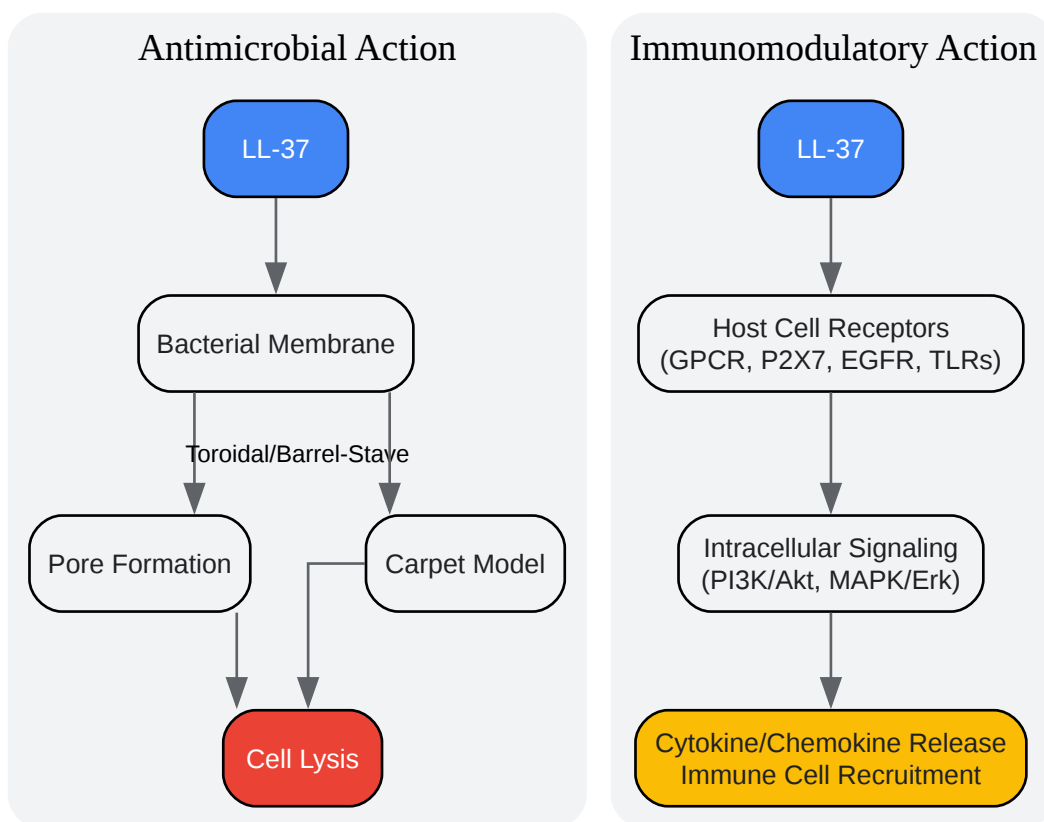 Antimicrobial Action
LL-37
Bacterial Membrane
Toroidal/Barrel-Stave
Pore Formation
Carpet Model
Cell Lysis
Immunomodulatory Action
LL-37
Host Cell Receptors
(GPCR, P2X7, EGFR, TLRs)
Intracellular Signaling
(PI3K/Akt, MAPK/Erk)
Cytokine/Chemokine Release
Immune Cell Recruitment